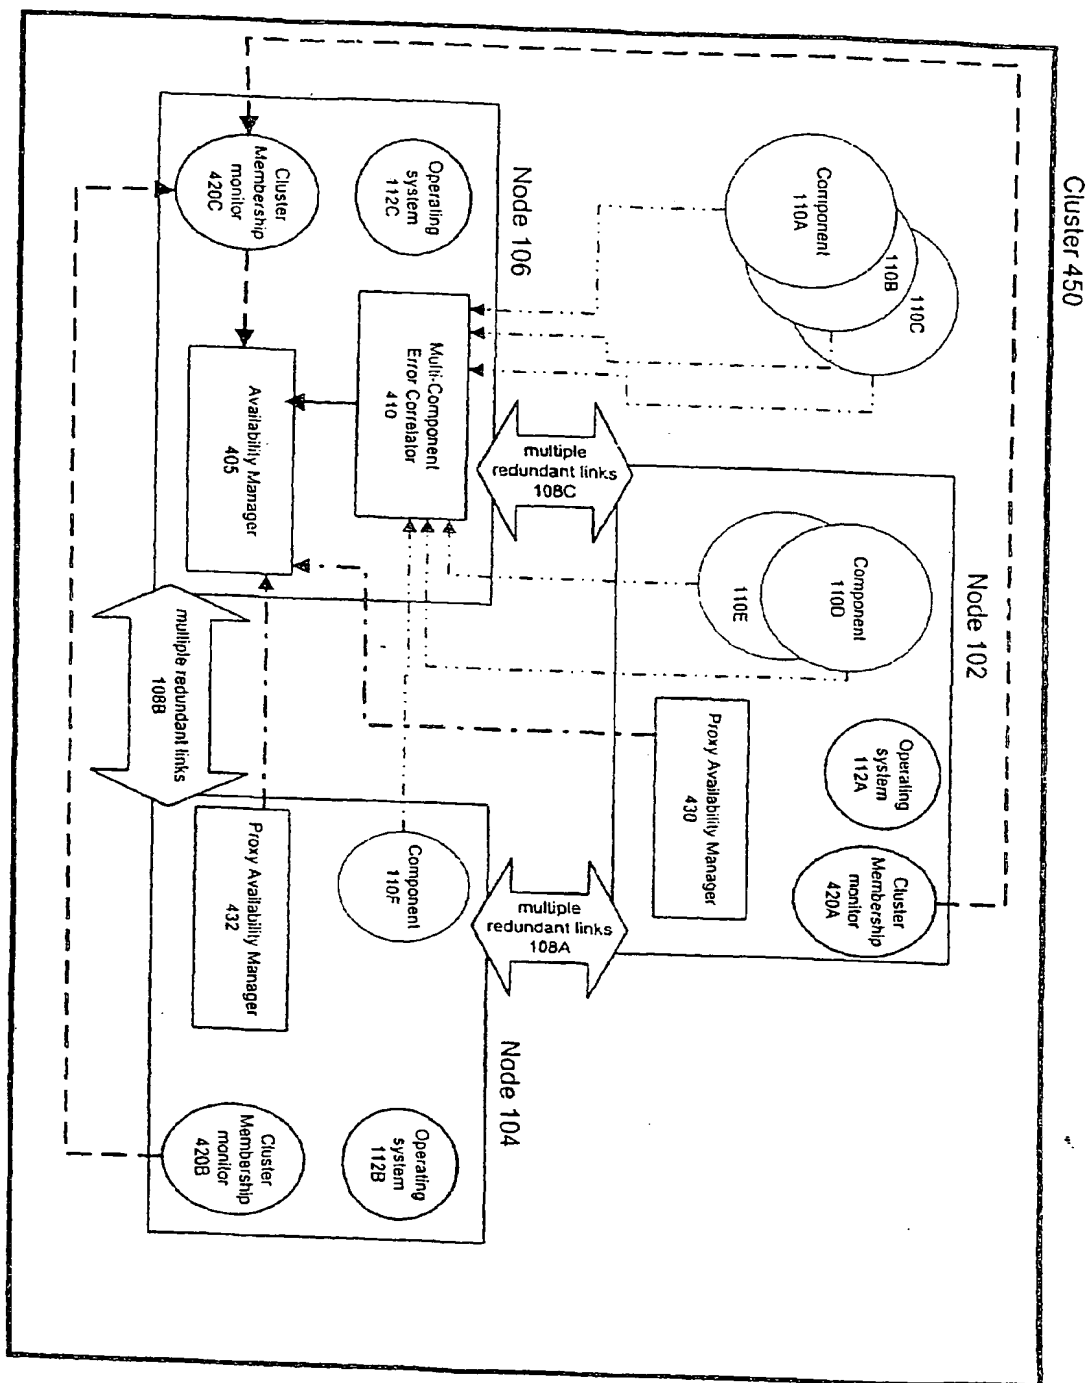 Cluster 450
Component
110A
110B
110C
Node 102
Component
110D
110E
Operating
system
112A
Cluster
Membership
monitor
420A
Proxy Availability Manager
430
multiple
redundant links
108C
multiple
redundant links
108A
Node 106
Operating
system
112C
Cluster
Membership
monitor
420C
Multi-Component
Error Correlator
410
Availability Manager
405
multiple redundant links
108B
Node 104
Component
110F
Proxy Availability Manager
432
Operating
system
112B
Cluster
Membership
monitor
420B